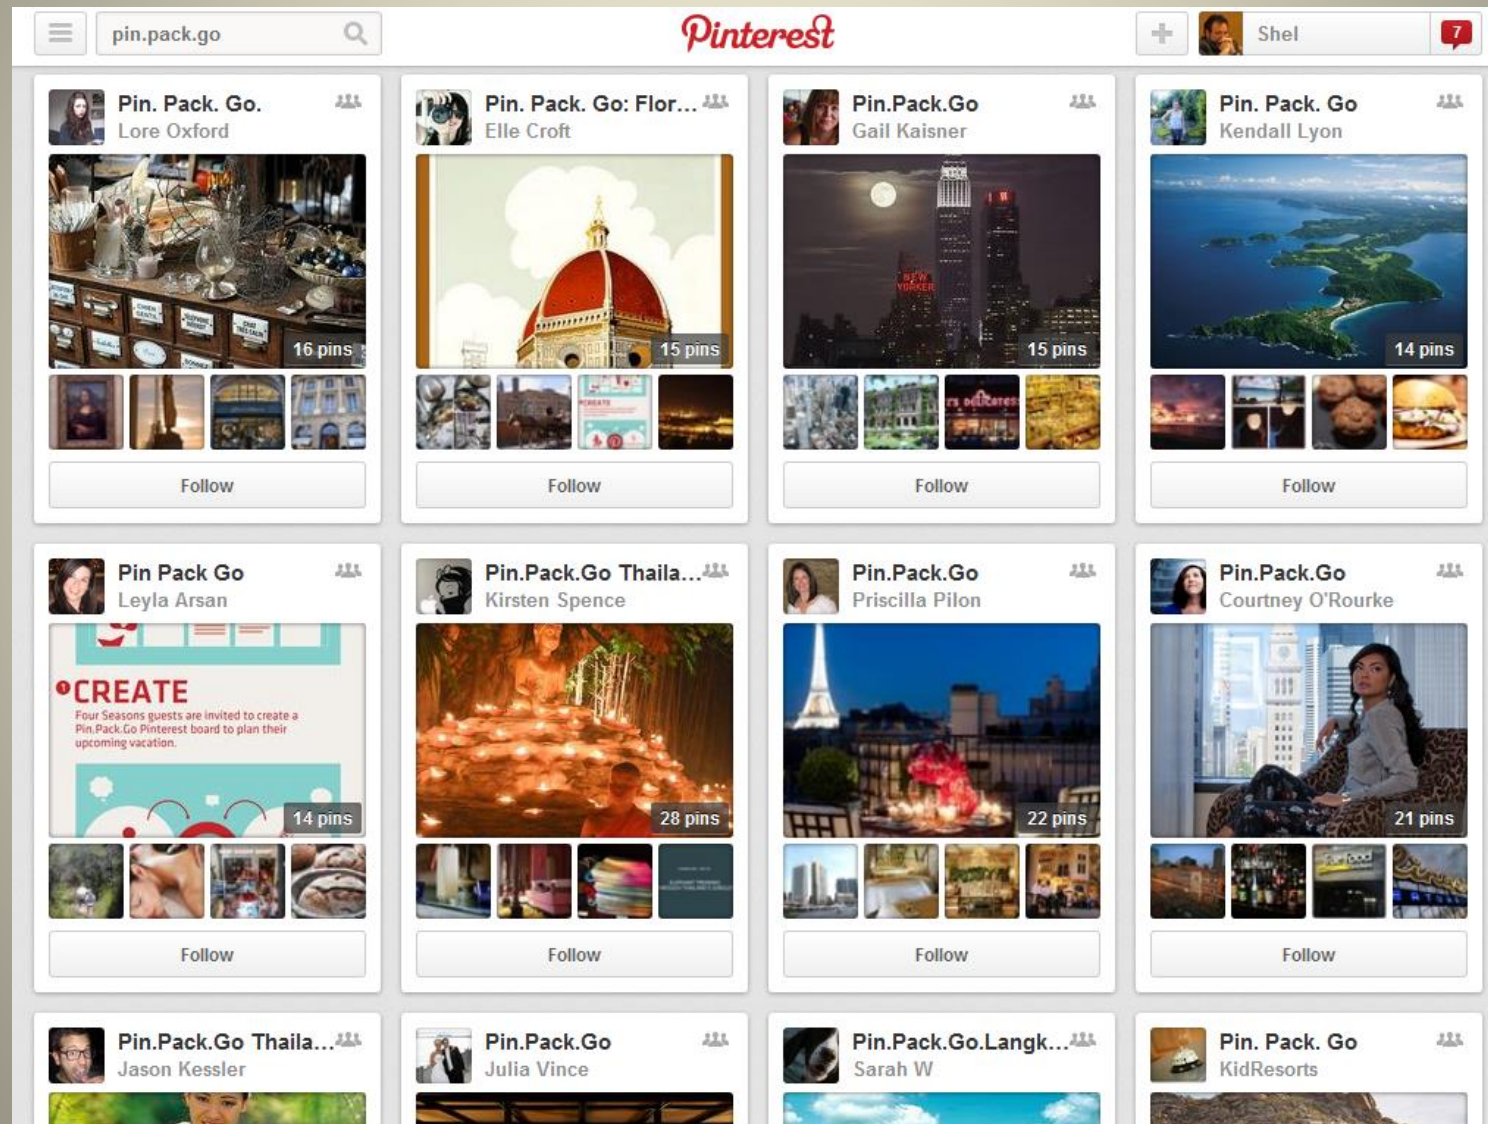 pin.pack.go
Pinterest
Shel
7
Pin. Pack. Go.
Lore Oxford
16 pins
Follow
Pin. Pack. Go: Flor...
Elle Croft
CREATE
15 pins
Follow
Pin.Pack.Go
Gail Kaisner
NEW
YORKER
15 pins
Follow
Pin. Pack. Go
Kendall Lyon
14 pins
Follow
Pin Pack Go
Leyla Arsan
1 CREATE
Four Seasons guests are invited to create a
Pin.Pack.Go Pinterest board to plan their
upcoming vacation.
14 pins
Follow
Pin.Pack.Go Thaila...
Kirsten Spence
28 pins
Follow
Pin.Pack.Go
Priscilla Pilon
22 pins
Follow
Pin.Pack.Go
Courtney O'Rourke
21 pins
Follow
Pin.Pack.Go Thaila...
Jason Kessler
Pin.Pack.Go
Julia Vince
Pin.Pack.Go.Langk...
Sarah W
Pin. Pack. Go
KidResorts